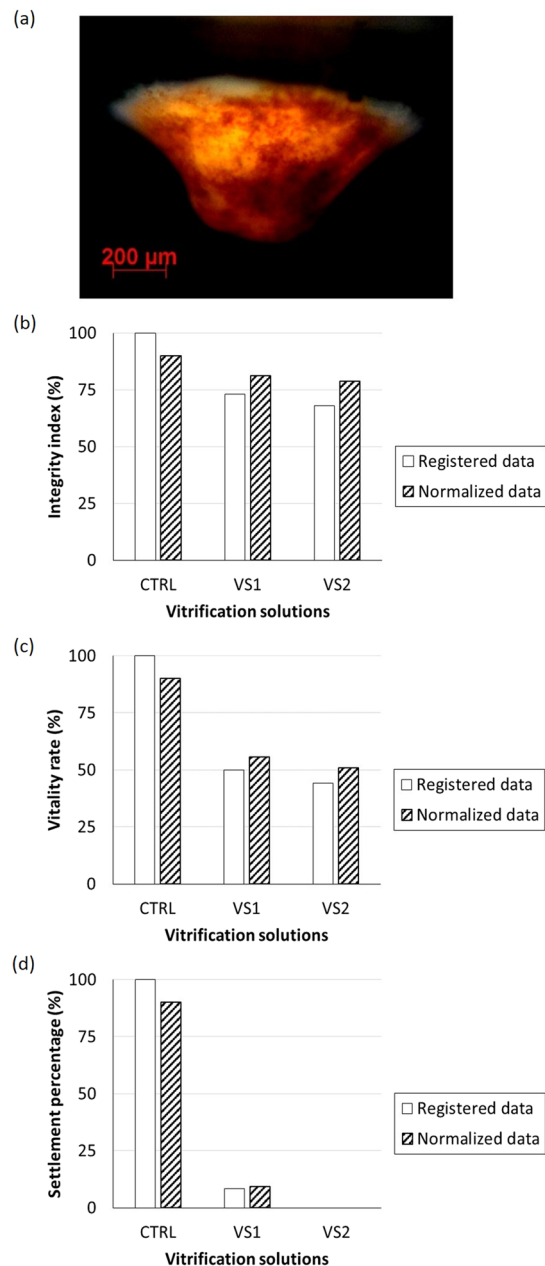 (a)
200 µm
(b)
100
75
50
25
0
Integrity index (%)
CTRL VS1 VS2
Vitrification solutions
Registered data
Normalized data
(c)
100
75
50
25
0
Vitality rate (%)
CTRL VS1 VS2
Vitrification solutions
Registered data
Normalized data
(d)
100
75
50
25
0
Settlement percentage (%)
CTRL VS1 VS2
Vitrification solutions
Registered data
Normalized data